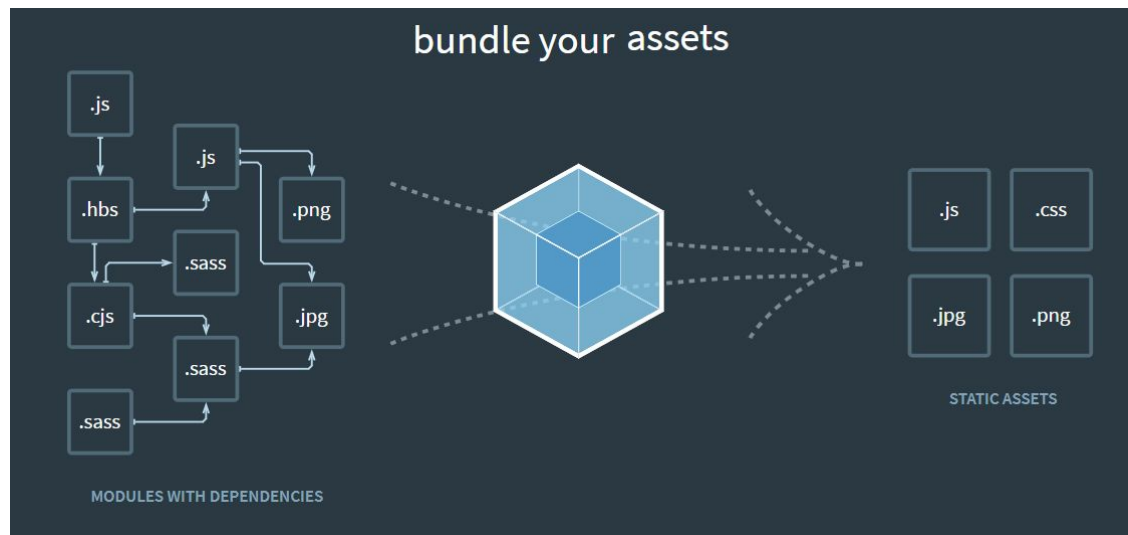 bundle your assets
.js
.js
.hbs
.png
.sass
.cjs
.jpg
.sass
.sass
MODULES WITH DEPENDENCIES
.js
.css
.jpg
.png
STATIC ASSETS